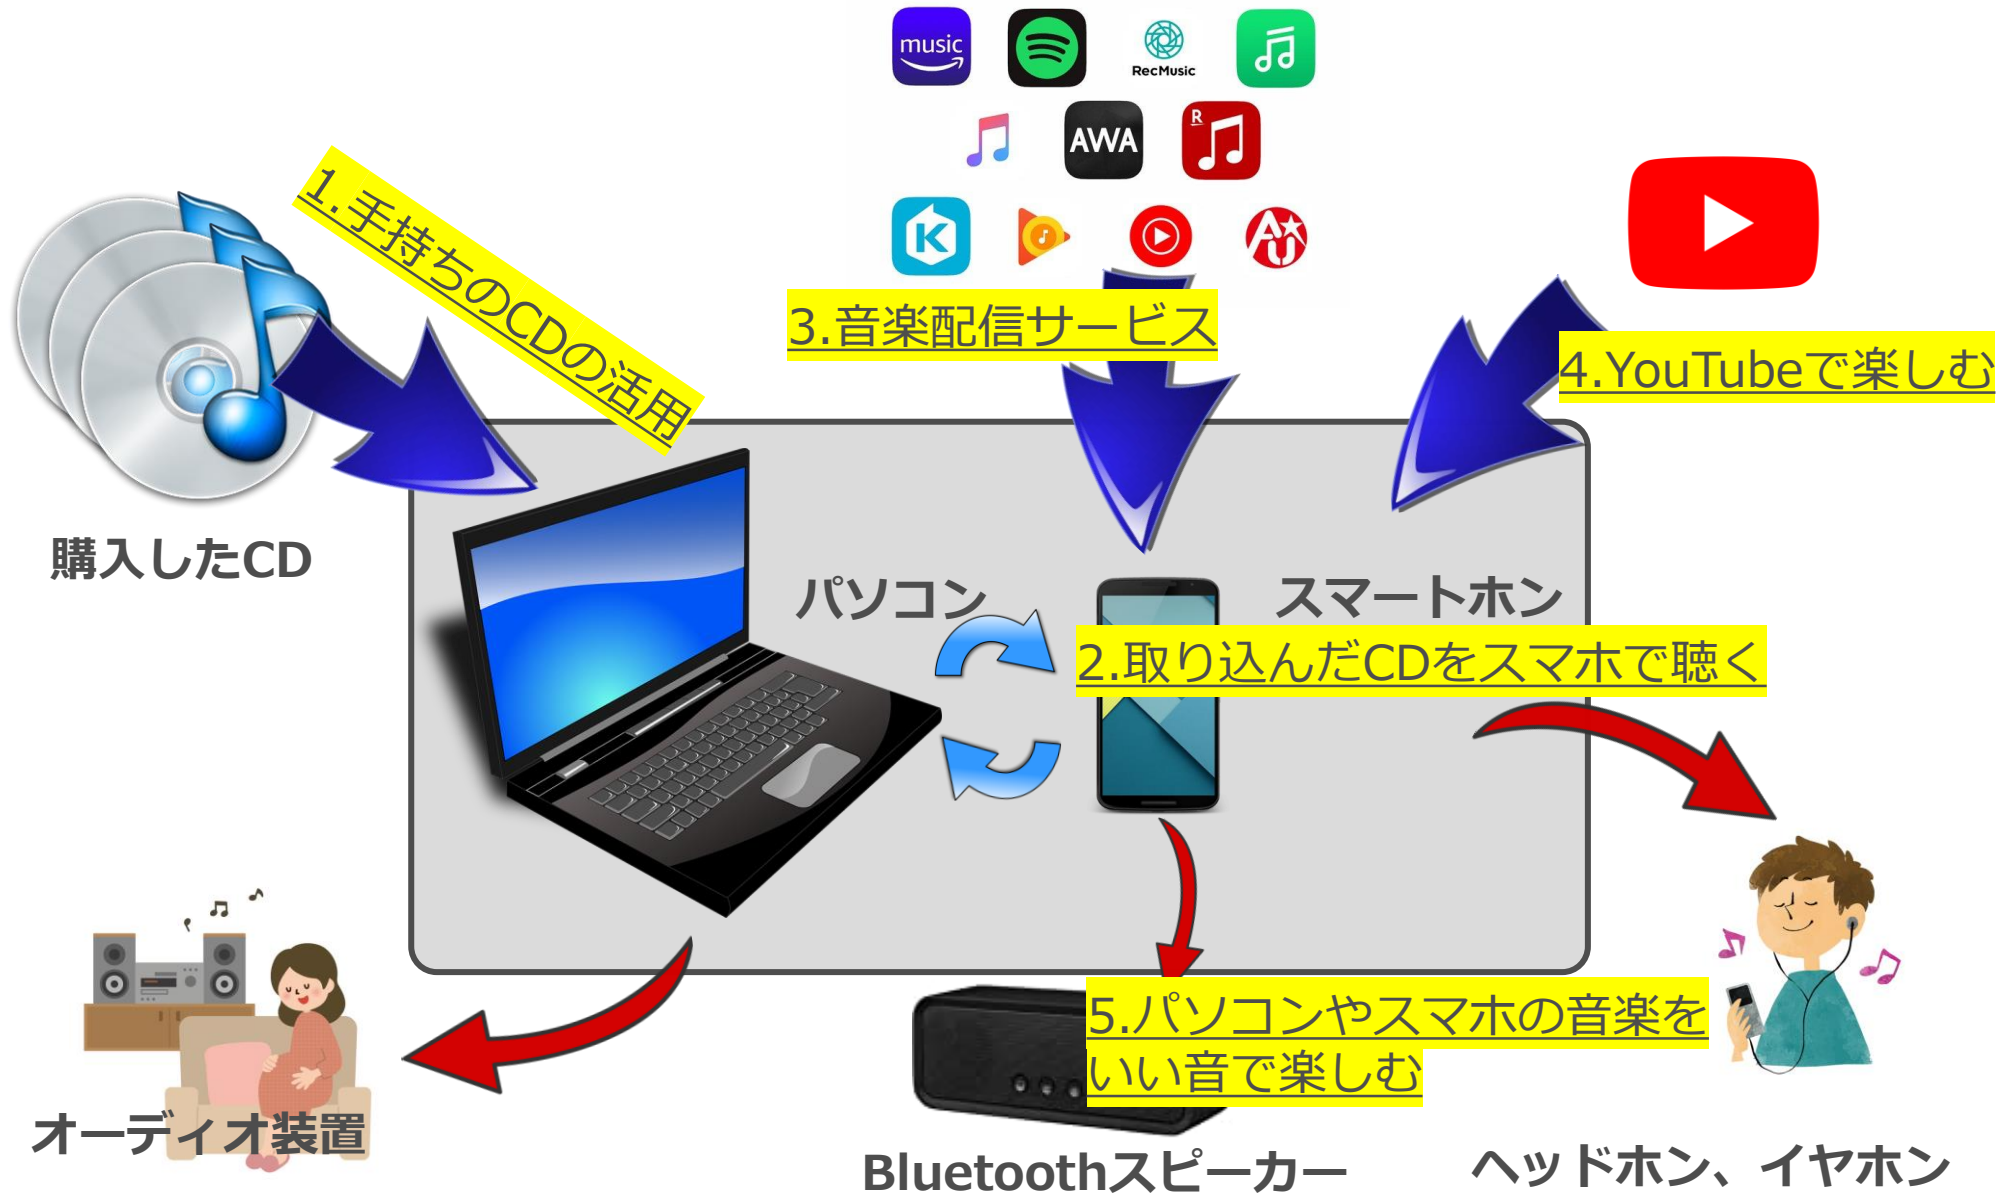 music
RecMusic
AWA
R
K
A★U
1.手持ちのCDの活用
3.音楽配信サービス
4.YouTubeで楽しむ
購入したCD
パソコン
スマートホン
2.取り込んだCDをスマホで聴く
5.パソコンやスマホの音楽を
いい音で楽しむ
オーディオ装置
Bluetoothスピーカー
ヘッドホン、イヤホン